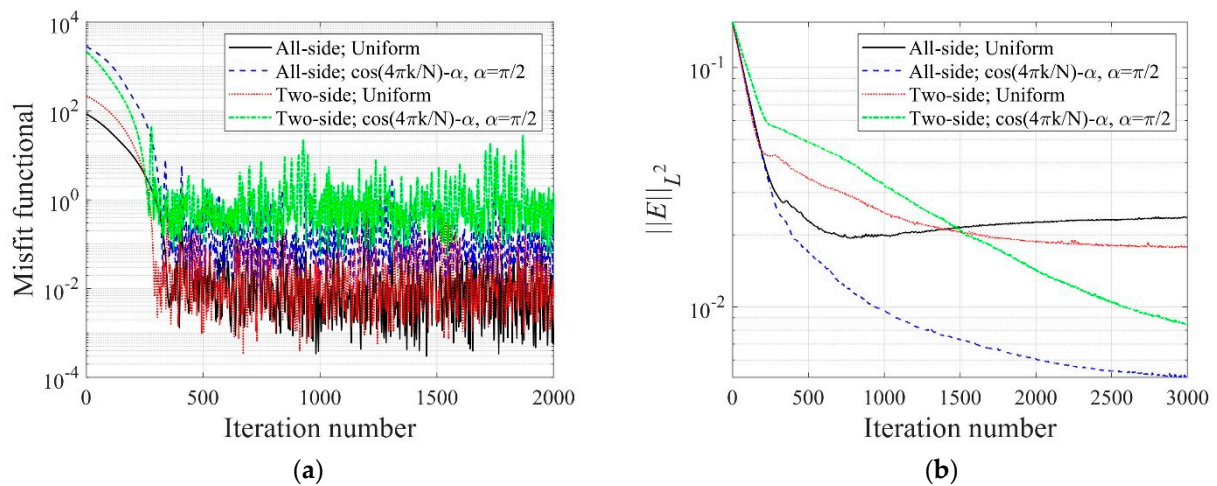 10^4
10^2
10^0
10^-2
10^-4
Misfit functional
All-side; Uniform
All-side; cos(4πk/N)-α, α=π/2
Two-side; Uniform
Two-side; cos(4πk/N)-α, α=π/2
0 500 1000 1500 2000
Iteration number
(a)
10^-1
10^-2
||E||_L^2
All-side; Uniform
All-side; cos(4πk/N)-α, α=π/2
Two-side; Uniform
Two-side; cos(4πk/N)-α, α=π/2
0 500 1000 1500 2000 2500 3000
Iteration number
(b)